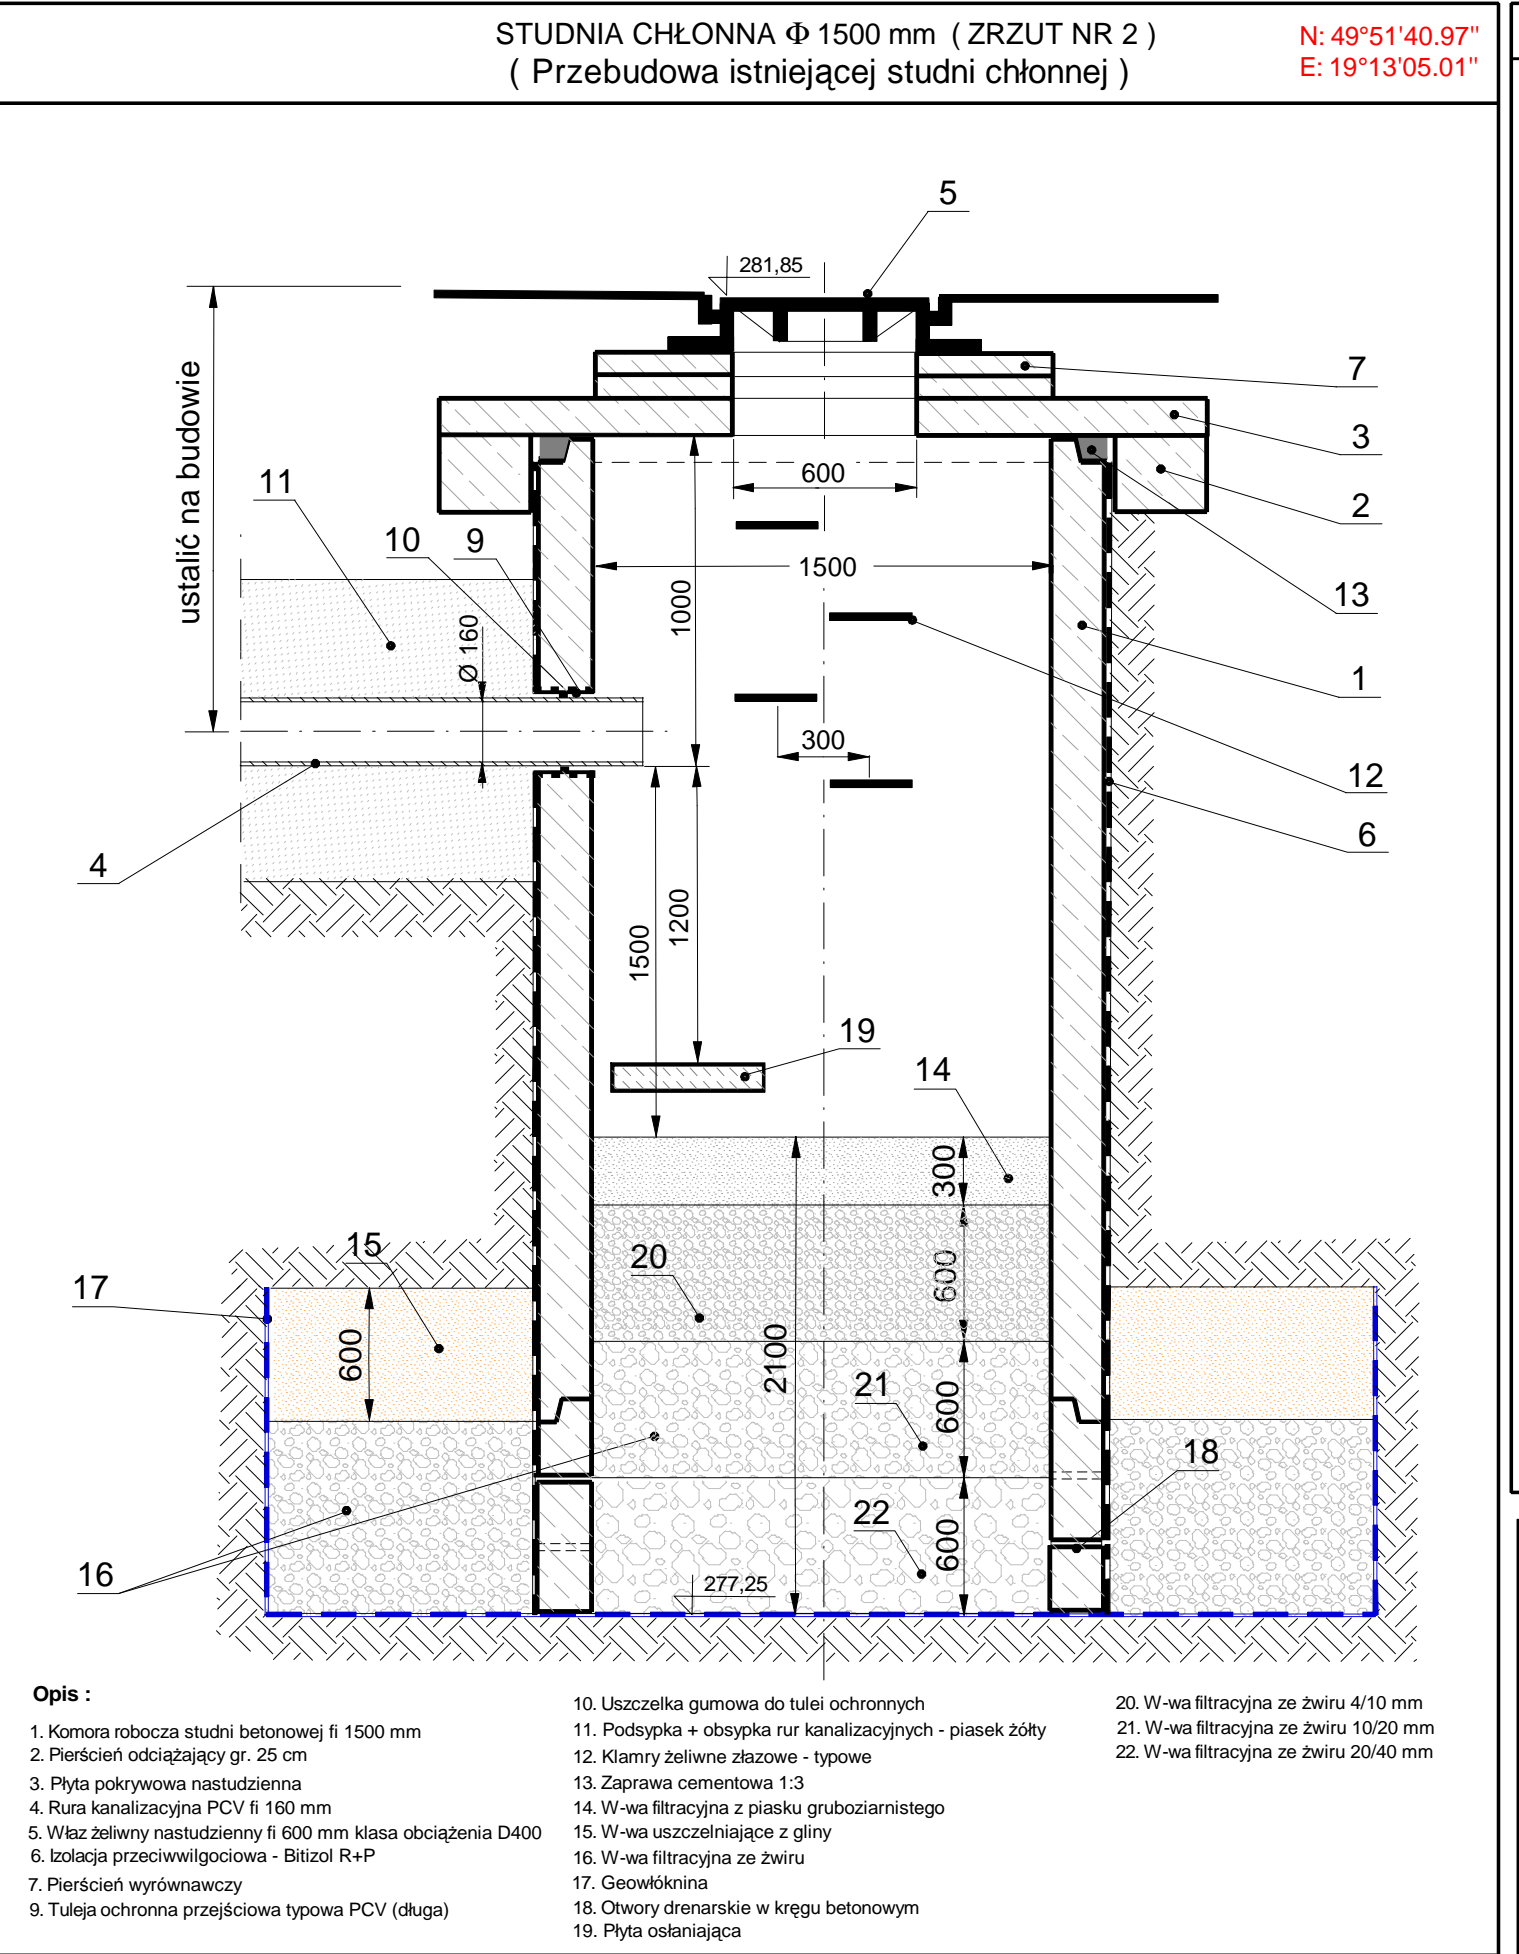 STUDNIA CHŁONNA Φ 1500 mm ( ZRZUT NR 2 )
( Przebudowa istniejącej studni chłonnej )
N: 49°51'40.97"
E: 19°13'05.01"
5
281,85
ustalić na budowie
7
3
600
11
2
10
9
1500
13
1000
Ø 160
1
300
12
6
4
1200
1500
19
14
300
15
20
600
17
600
2100
21
600
18
22
600
16
277,25
Opis :
1. Komora robocza studni betonowej fi 1500 mm
2. Pierścień odciążający gr. 25 cm
3. Płyta pokrywowa nastudzienna
4. Rura kanalizacyjna PCV fi 160 mm
5. Właz żeliwny nastudzienny fi 600 mm klasa obciążenia D400
6. Izolacja przeciwwilgociowa - Bitizol R+P
7. Pierścień wyrównawczy
9. Tuleja ochronna przejściowa typowa PCV (długa)
10. Uszczelka gumowa do tulei ochronnych
11. Podsypka + obsypka rur kanalizacyjnych - piasek żółty
12. Klamry żeliwne złazowe - typowe
13. Zaprawa cementowa 1:3
14. W-wa filtracyjna z piasku gruboziarnistego
15. W-wa uszczelniające z gliny
16. W-wa filtracyjna ze żwiru
17. Geowłóknina
18. Otwory drenarskie w kręgu betonowym
19. Płyta osłaniająca
20. W-wa filtracyjna ze żwiru 4/10 mm
21. W-wa filtracyjna ze żwiru 10/20 mm
22. W-wa filtracyjna ze żwiru 20/40 mm